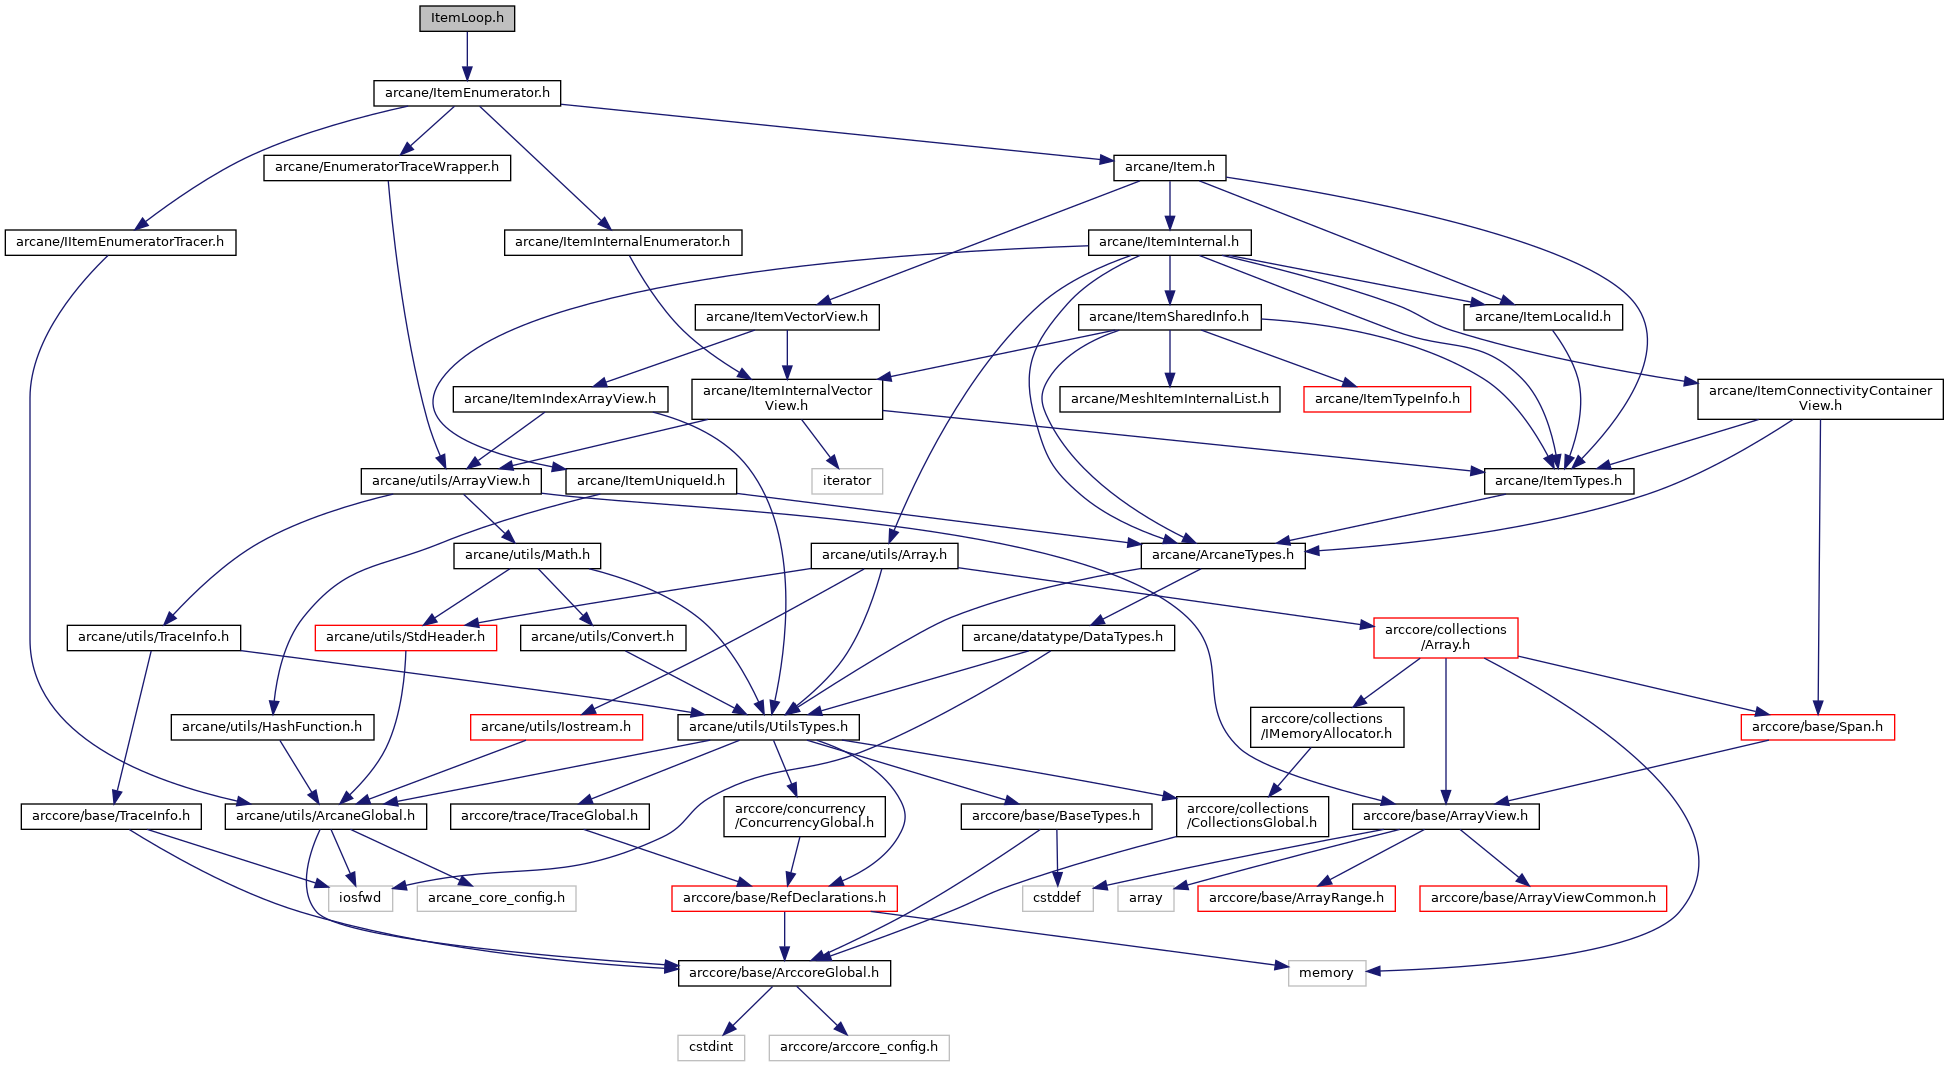 ItemLoop.h
arcane/ItemEnumerator.h
arcane/EnumeratorTraceWrapper.h
arcane/Item.h
arcane/IItemEnumeratorTracer.h
arcane/ItemInternalEnumerator.h
arcane/ItemInternal.h
arcane/ItemVectorView.h
arcane/ItemSharedInfo.h
arcane/ItemLocalId.h
arcane/ItemIndexArrayView.h
arcane/ItemInternalVector
View.h
arcane/MeshItemInternalList.h
arcane/ItemTypeInfo.h
arcane/ItemConnectivityContainer
View.h
arcane/utils/ArrayView.h
arcane/ItemUniqueId.h
iterator
arcane/ItemTypes.h
arcane/utils/Math.h
arcane/utils/Array.h
arcane/ArcaneTypes.h
arcane/utils/TraceInfo.h
arcane/utils/StdHeader.h
arcane/utils/Convert.h
arcane/datatype/DataTypes.h
arccore/collections
/Array.h
arcane/utils/HashFunction.h
arcane/utils/Iostream.h
arcane/utils/UtilsTypes.h
arccore/collections
/IMemoryAllocator.h
arccore/base/Span.h
arccore/base/TraceInfo.h
arcane/utils/ArcaneGlobal.h
arccore/trace/TraceGlobal.h
arccore/concurrency
/ConcurrencyGlobal.h
arccore/base/BaseTypes.h
arccore/collections
/CollectionsGlobal.h
arccore/base/ArrayView.h
iosfwd
arcane_core_config.h
arccore/base/RefDeclarations.h
cstddef
array
arccore/base/ArrayRange.h
arccore/base/ArrayViewCommon.h
arccore/base/ArccoreGlobal.h
memory
cstdint
arccore/arccore_config.h